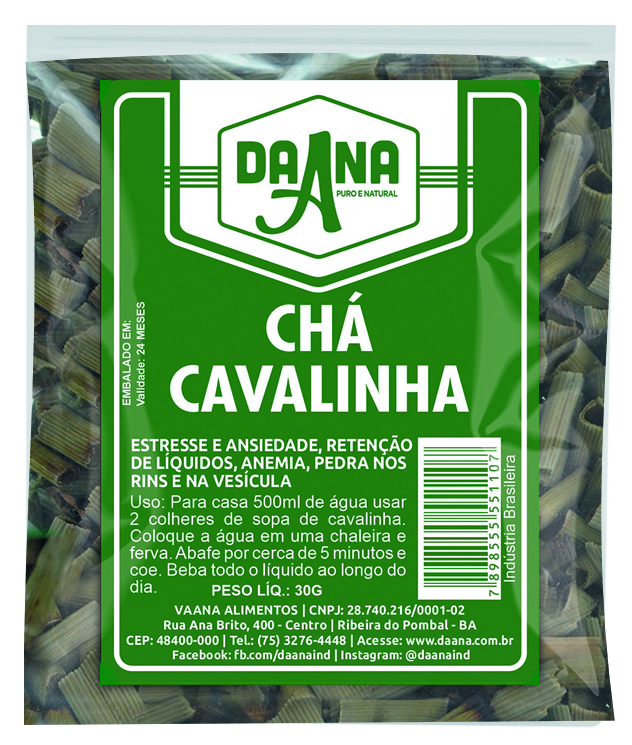 DAANA
PURO E NATURAL
CHÁ
CAVALINHA
EMBALADO EM:
Validade: 24 MESES
ESTRESSE E ANSIEDADE, RETENÇÃO
DE LÍQUIDOS, ANEMIA, PEDRA NOS
RINS E NA VESÍCULA
Uso: Para casa 500ml de água usar
2 colheres de sopa de cavalinha.
Coloque a água em uma chaleira e
ferva. Abafe por cerca de 5 minutos e
coe. Beba todo o líquido ao longo do
dia.
PESO LÍQ.: 30G
7 898555 551107
Indústria Brasileira
VAANA ALIMENTOS | CNPJ: 28.740.216/0001-02
Rua Ana Brito, 400 - Centro | Ribeira do Pombal - BA
CEP: 48400-000 | Tel.: (75) 3276-4448 | Acesse: www.daana.com.br
Facebook: fb.com/daanaind | Instagram: @daanaind